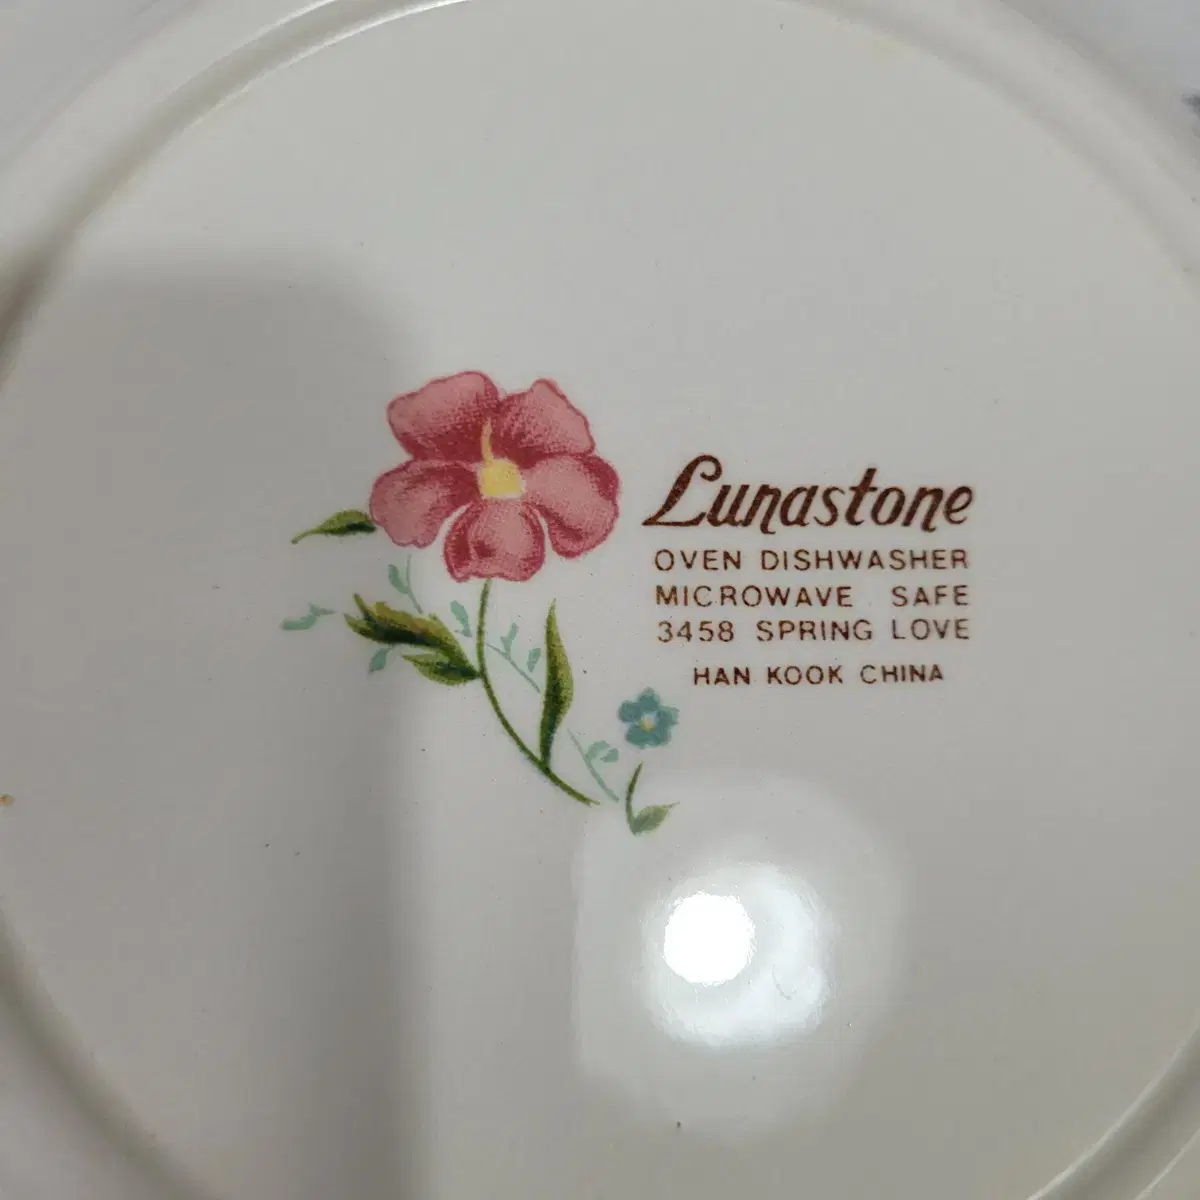 Lunastone
OVEN DISHWASHER
MICROWAVE SAFE
3458 SPRING LOVE
HAN KOOK CHINA